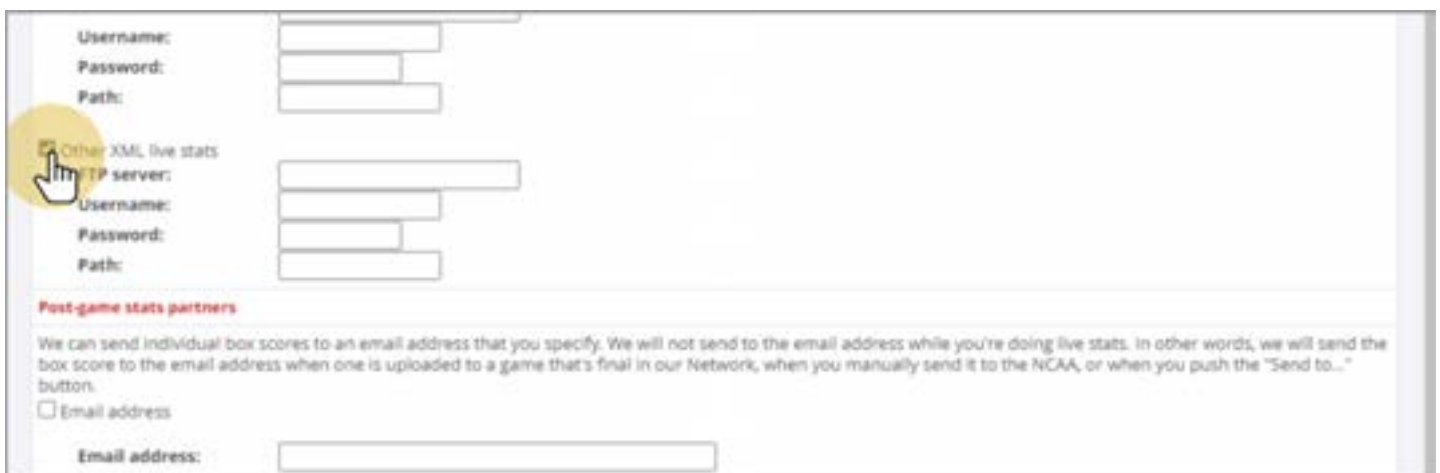 Username:
Password:
Path:
Other XML live stats
FTP server:
Username:
Password:
Path:
Post-game stats partners
We can send individual box scores to an email address that you specify. We will not send to the email address while you're doing live stats. In other words, we will send the
box score to the email address when one is uploaded to a game that's final in our Network, when you manually send it to the NCAA, or when you push the "Send to..."
button.
Email address
Email address: